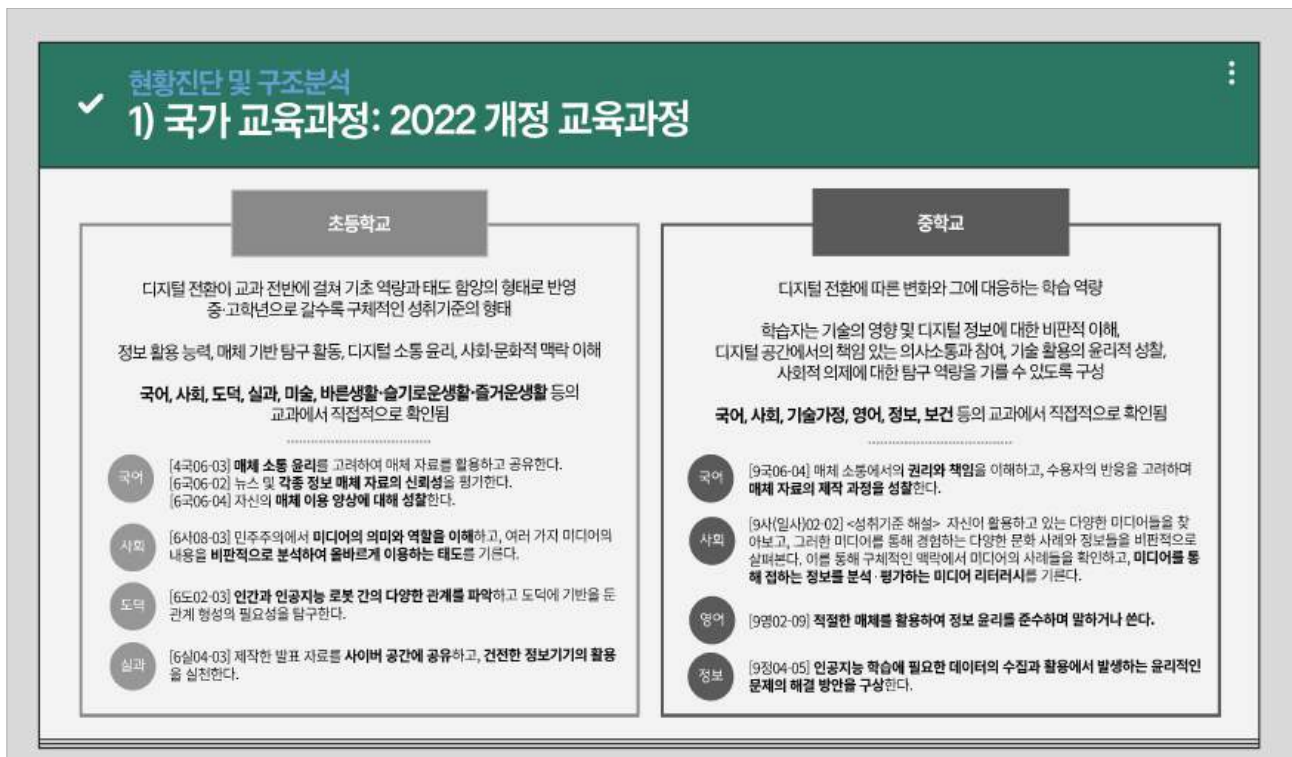 현황진단 및 구조분석
1) 국가 교육과정: 2022 개정 교육과정
초등학교
디지털 전환이 교과 전반에 걸쳐 기초 역량과 태도 함양의 형태로 반영
중·고학년으로 갈수록 구체적인 성취기준의 형태
정보 활용 능력, 매체 기반 탐구 활동, 디지털 소통 윤리, 사회·문화적 맥락 이해
국어, 사회, 도덕, 실과, 미술, 바른생활·슬기로운생활·즐거운생활 등의
교과에서 직접적으로 확인됨
국어
[4국06-03] 매체 소통 윤리를 고려하여 매체 자료를 활용하고 공유한다.
[6국06-02] 뉴스 및 각종 정보 매체 자료의 신뢰성을 평가한다.
[6국06-04] 자신의 매체 이용 양상에 대해 성찰한다.
사회
[6사08-03] 민주주의에서 미디어의 의미와 역할을 이해하고, 여러 가지 미디어의
내용을 비판적으로 분석하여 올바르게 이용하는 태도를 기른다.
도덕
[6도02-03] 인간과 인공지능 로봇 간의 다양한 관계를 파악하고 도덕에 기반을 둔
관계 형성의 필요성을 탐구한다.
실과
[6실04-03] 제작한 발표 자료를 사이버 공간에 공유하고, 건전한 정보기기의 활용
을 실천한다.
중학교
디지털 전환에 따른 변화와 그에 대응하는 학습 역량
학습자는 기술의 영향 및 디지털 정보에 대한 비판적 이해,
디지털 공간에서의 책임 있는 의사소통과 참여, 기술 활용의 윤리적 성찰,
사회적 의제에 대한 탐구 역량을 기를 수 있도록 구성
국어, 사회, 기술가정, 영어, 정보, 보건 등의 교과에서 직접적으로 확인됨
국어
[9국06-04] 매체 소통에서의 권리와 책임을 이해하고, 수용자의 반응을 고려하며
매체 자료의 제작 과정을 성찰한다.
사회
[9사(일사)02-02] <성취기준 해설> 자신이 활용하고 있는 다양한 미디어들을 찾
아보고, 그러한 미디어를 통해 경험하는 다양한 문화 사례와 정보들을 비판적으로
살펴본다. 이를 통해 구체적인 맥락에서 미디어의 사례들을 확인하고, 미디어를 통
해 접하는 정보를 분석·평가하는 미디어 리터러시를 기른다.
영어
[9영02-09] 적절한 매체를 활용하여 정보 윤리를 준수하며 말하거나 쓴다.
정보
[9정04-05] 인공지능 학습에 필요한 데이터의 수집과 활용에서 발생하는 윤리적인
문제의 해결 방안을 구상한다.